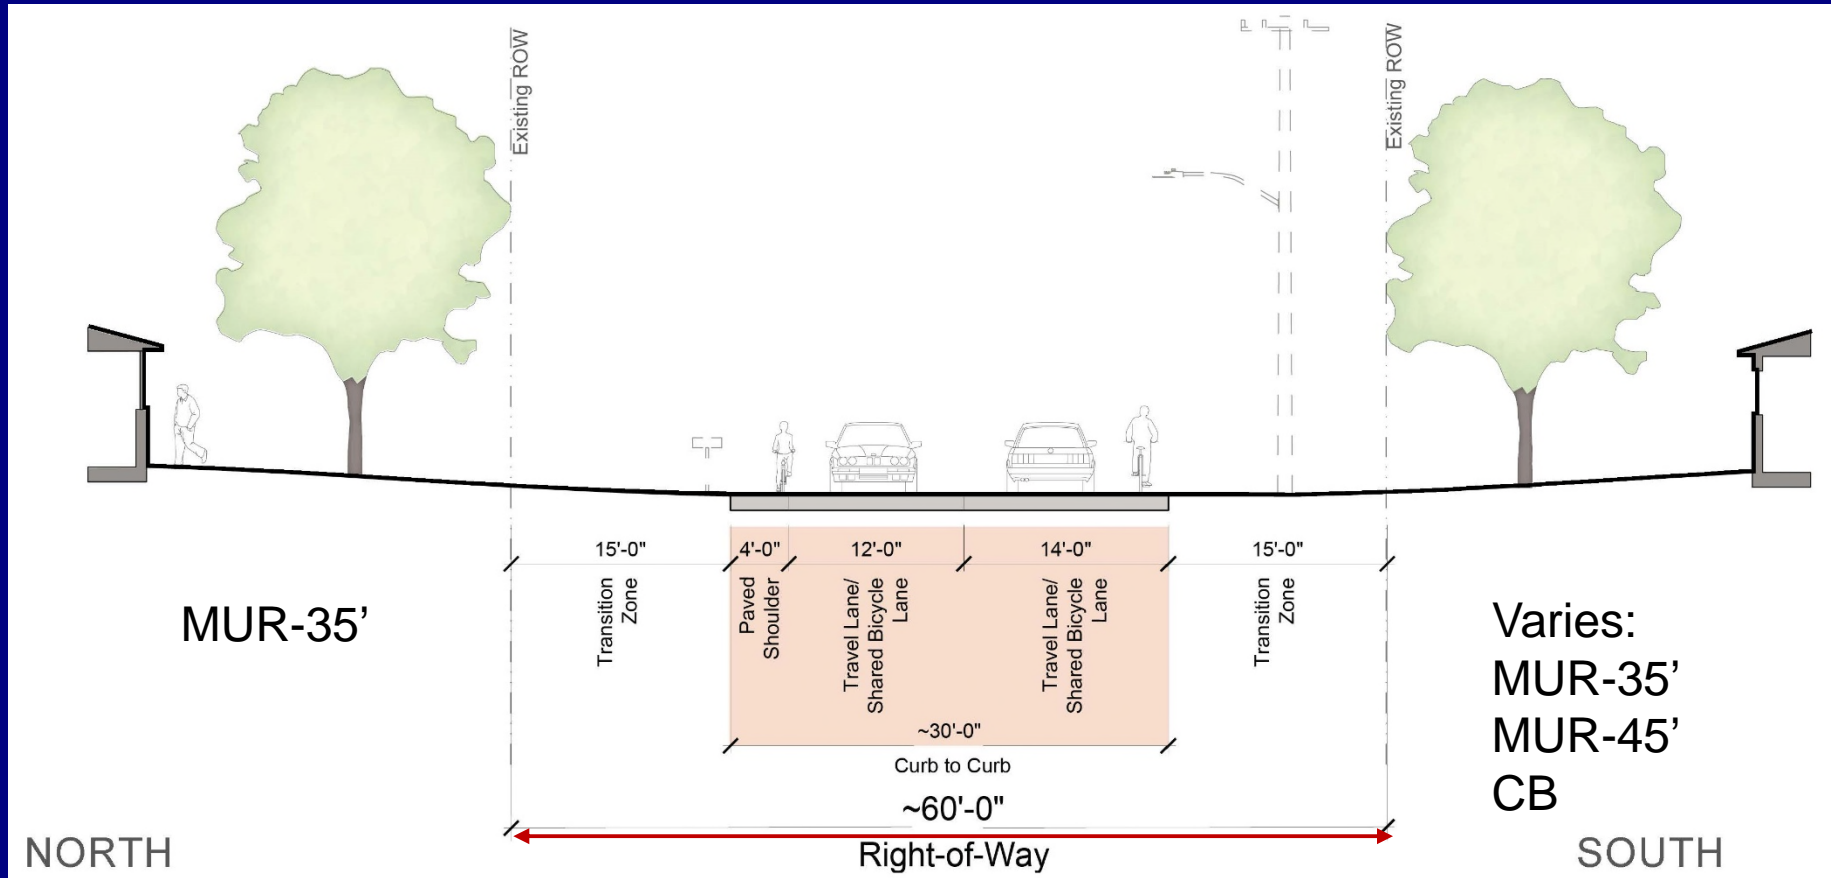 Existing ROW
Existing ROW
15'-0"
4'-0"
12'-0"
14'-0"
15'-0"
Transition
Zone
Paved
Shoulder
Travel Lane/
Shared Bicycle
Lane
Travel Lane/
Shared Bicycle
Lane
Transition
Zone
MUR-35’
Varies:
MUR-35’
MUR-45’
CB
~30'-0"
Curb to Curb
~60'-0"
Right-of-Way
NORTH
SOUTH